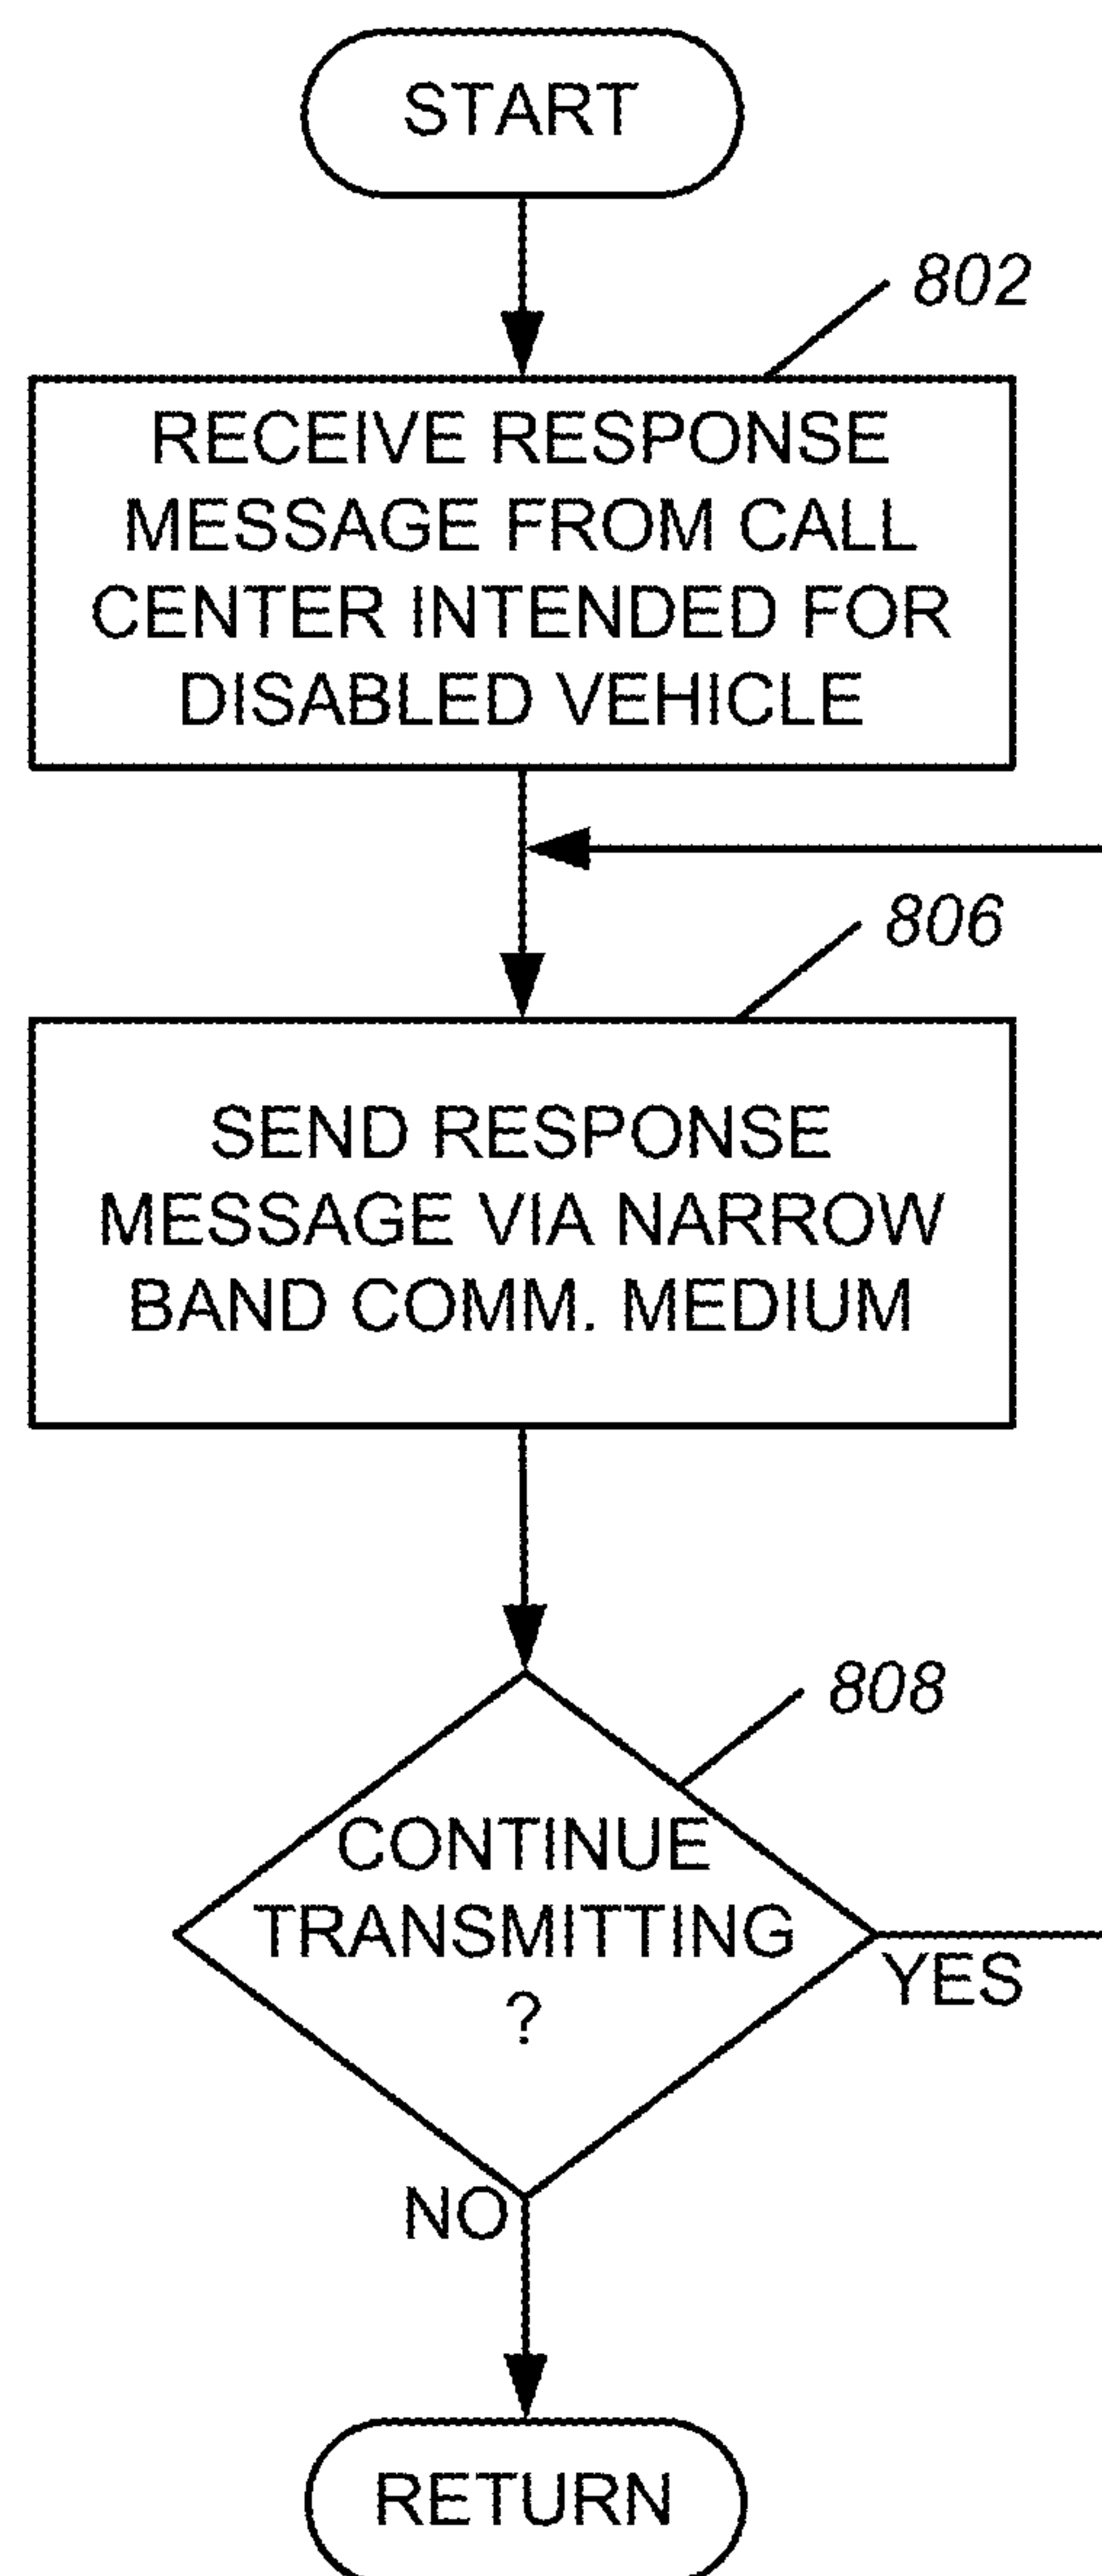 START
802
RECEIVE RESPONSE
MESSAGE FROM CALL
CENTER INTENDED FOR
DISABLED VEHICLE
806
SEND RESPONSE
MESSAGE VIA NARROW
BAND COMM. MEDIUM
808
CONTINUE
TRANSMITTING
?
YES
NO
RETURN